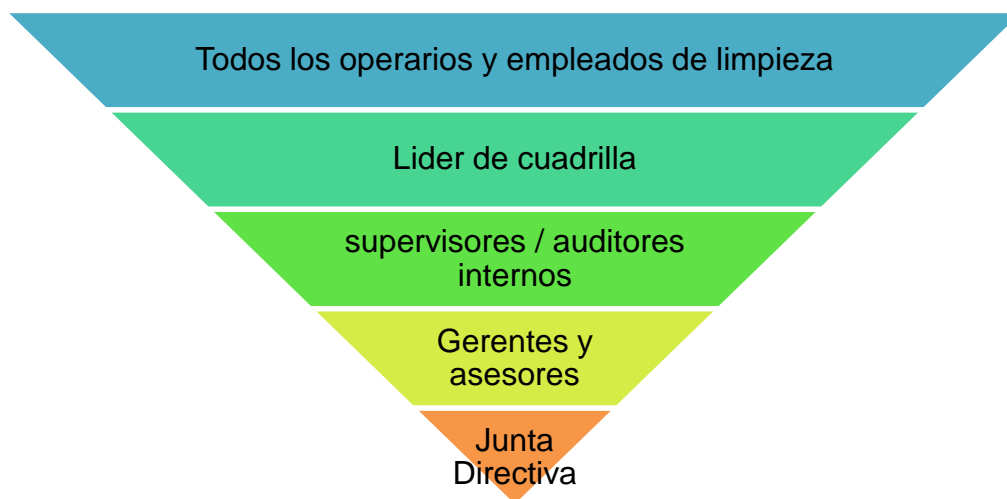 Todos los operarios y empleados de limpieza
Lider de cuadrilla
supervisores / auditores
internos
Gerentes y
asesores
Junta
Directiva